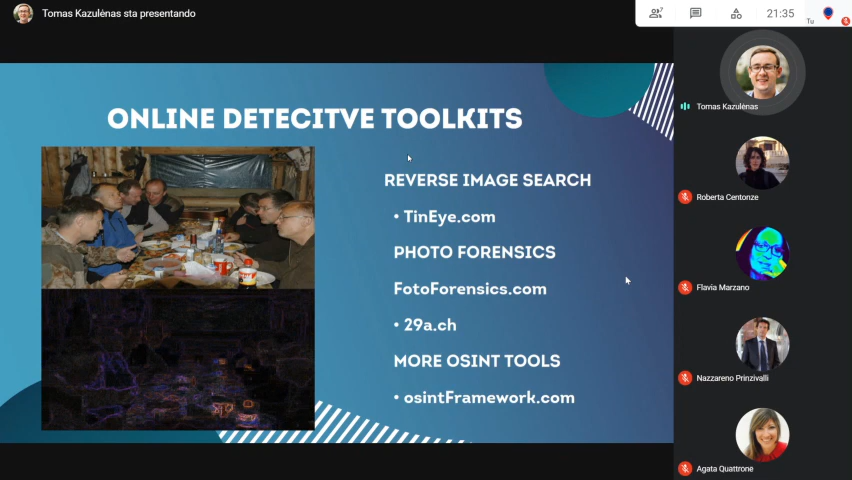 Tomas Kazulėnas sta presentando
7
21:35
Tu
ONLINE DETECITVE TOOLKITS
REVERSE IMAGE SEARCH
• TinEye.com
PHOTO FORENSICS
FotoForensics.com
• 29a.ch
MORE OSINT TOOLS
• osintFramework.com
Tomas Kazulėnas
Roberta Centonze
Flavia Marzano
Nazzareno Prinzivalli
Agata Quattrone